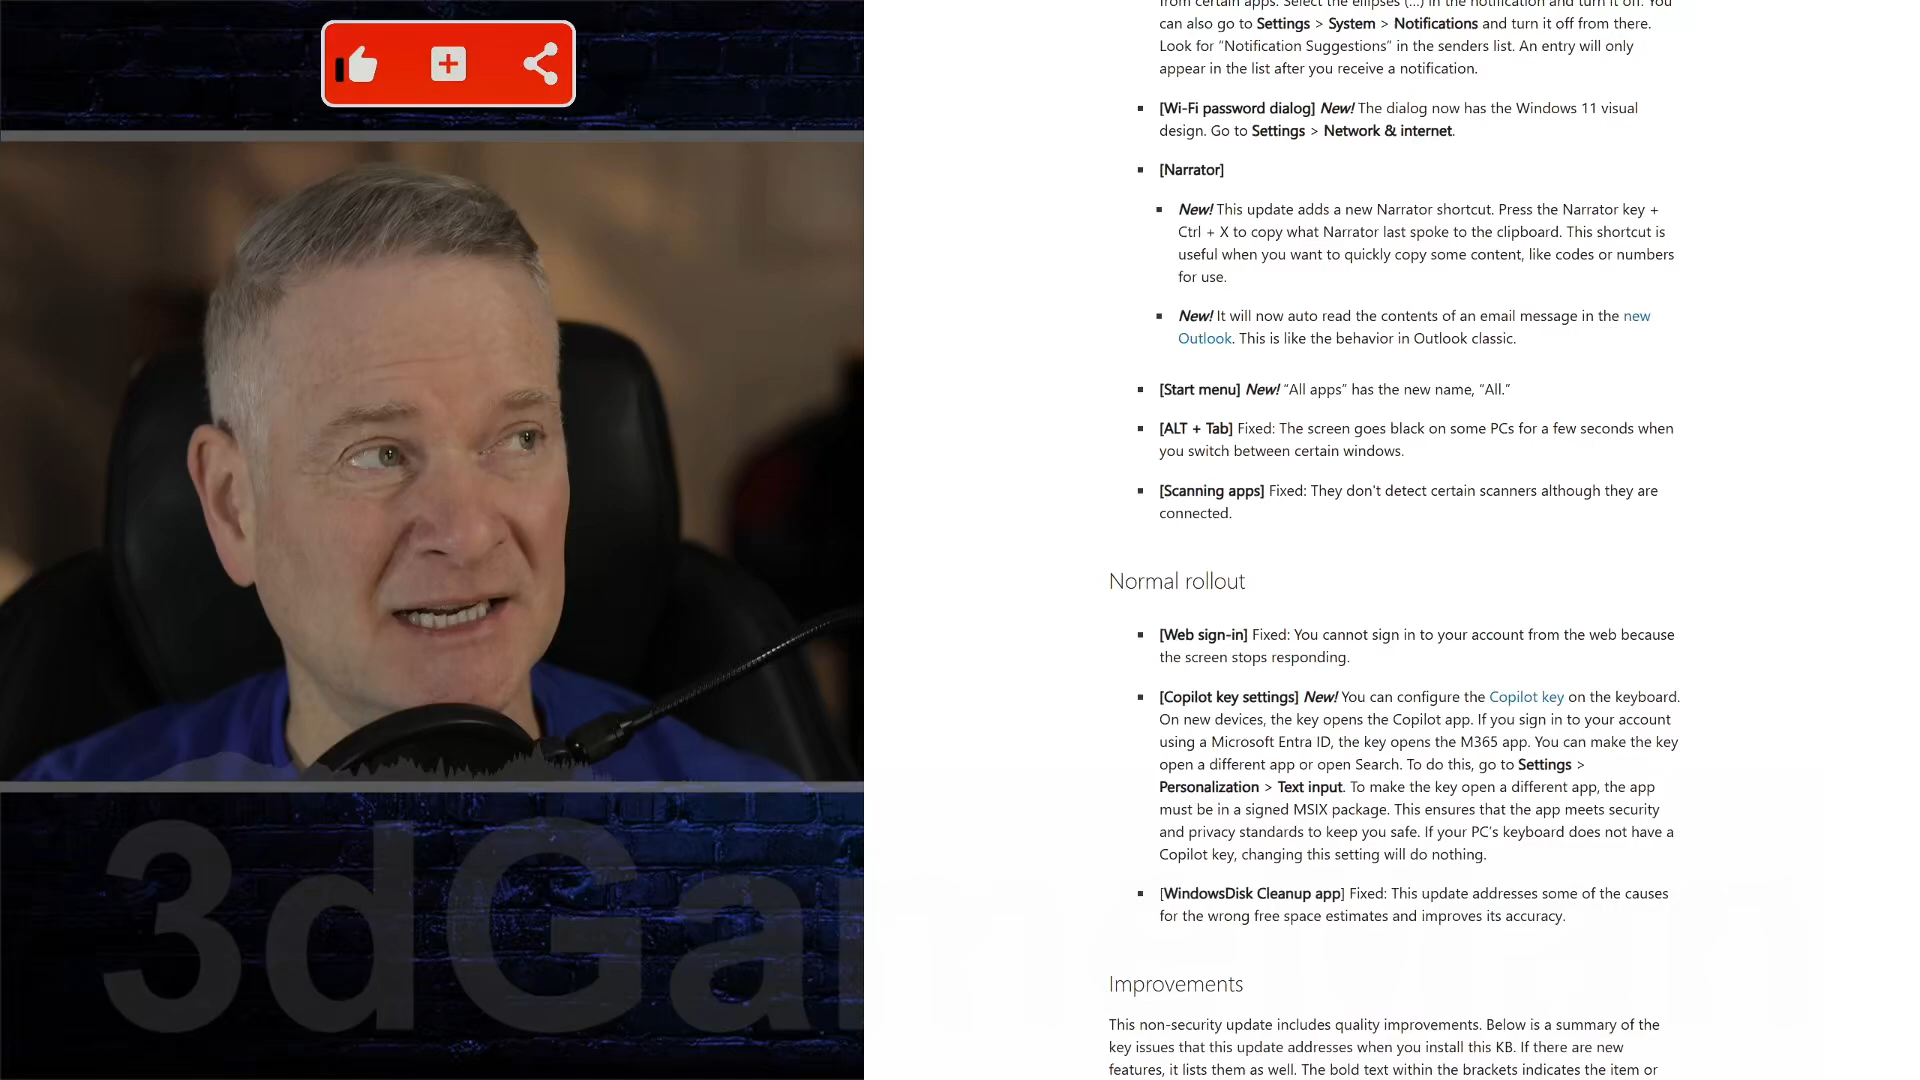 from certain apps. Select the ellipses (...) in the notification and turn it off. You
can also go to Settings > System > Notifications and turn it off from there.
Look for “Notification Suggestions” in the senders list. An entry will only
appear in the list after you receive a notification.
[Wi-Fi password dialog] New! The dialog now has the Windows 11 visual
design. Go to Settings > Network & internet.
[Narrator]
New! This update adds a new Narrator shortcut. Press the Narrator key +
Ctrl + X to copy what Narrator last spoke to the clipboard. This shortcut is
useful when you want to quickly copy some content, like codes or numbers
for use.
New! It will now auto read the contents of an email message in the new
Outlook. This is like the behavior in Outlook classic.
[Start menu] New! “All apps” has the new name, “All.”
[ALT + Tab] Fixed: The screen goes black on some PCs for a few seconds when
you switch between certain windows.
[Scanning apps] Fixed: They don't detect certain scanners although they are
connected.
Normal rollout
[Web sign-in] Fixed: You cannot sign in to your account from the web because
the screen stops responding.
[Copilot key settings] New! You can configure the Copilot key on the keyboard.
On new devices, the key opens the Copilot app. If you sign in to your account
using a Microsoft Entra ID, the key opens the M365 app. You can make the key
open a different app or open Search. To do this, go to Settings >
Personalization > Text input. To make the key open a different app, the app
must be in a signed MSIX package. This ensures that the app meets security
and privacy standards to keep you safe. If your PC’s keyboard does not have a
Copilot key, changing this setting will do nothing.
[WindowsDisk Cleanup app] Fixed: This update addresses some of the causes
for the wrong free space estimates and improves its accuracy.
Improvements
This non-security update includes quality improvements. Below is a summary of the
key issues that this update addresses when you install this KB. If there are new
features, it lists them as well. The bold text within the brackets indicates the item or